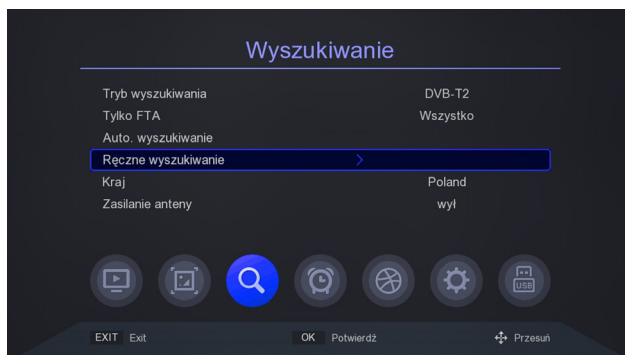 Wyszukiwanie
Tryb wyszukiwania DVB-T2
Tylko FTA Wszystko
Auto. wyszukiwanie
Ręczne wyszukiwanie
Kraj Poland
Zasilanie anteny wył
USB
EXIT Exit OK Potwierdź Przesuń